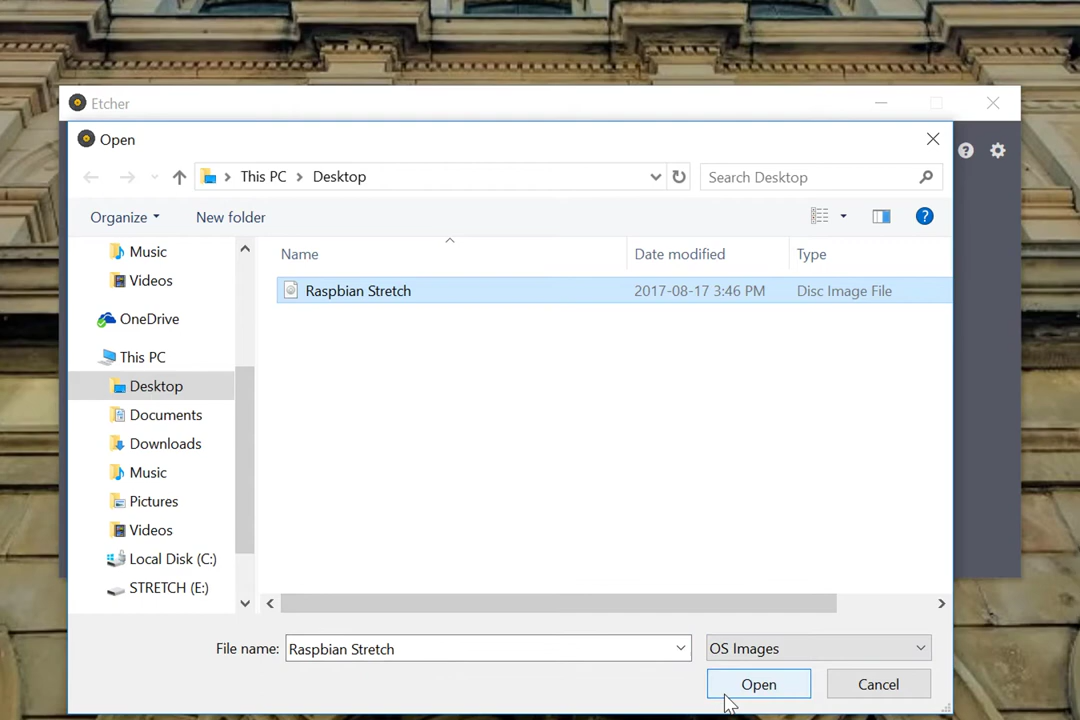 Etcher
Open
This PC > Desktop
Search Desktop
Organize
New folder
Name
Date modified
Type
Music
Videos
OneDrive
This PC
Desktop
Documents
Downloads
Music
Pictures
Videos
Local Disk (C:)
STRETCH (E:)
Raspbian Stretch
2017-08-17 3:46 PM
Disc Image File
File name:
Raspbian Stretch
OS Images
Open
Cancel